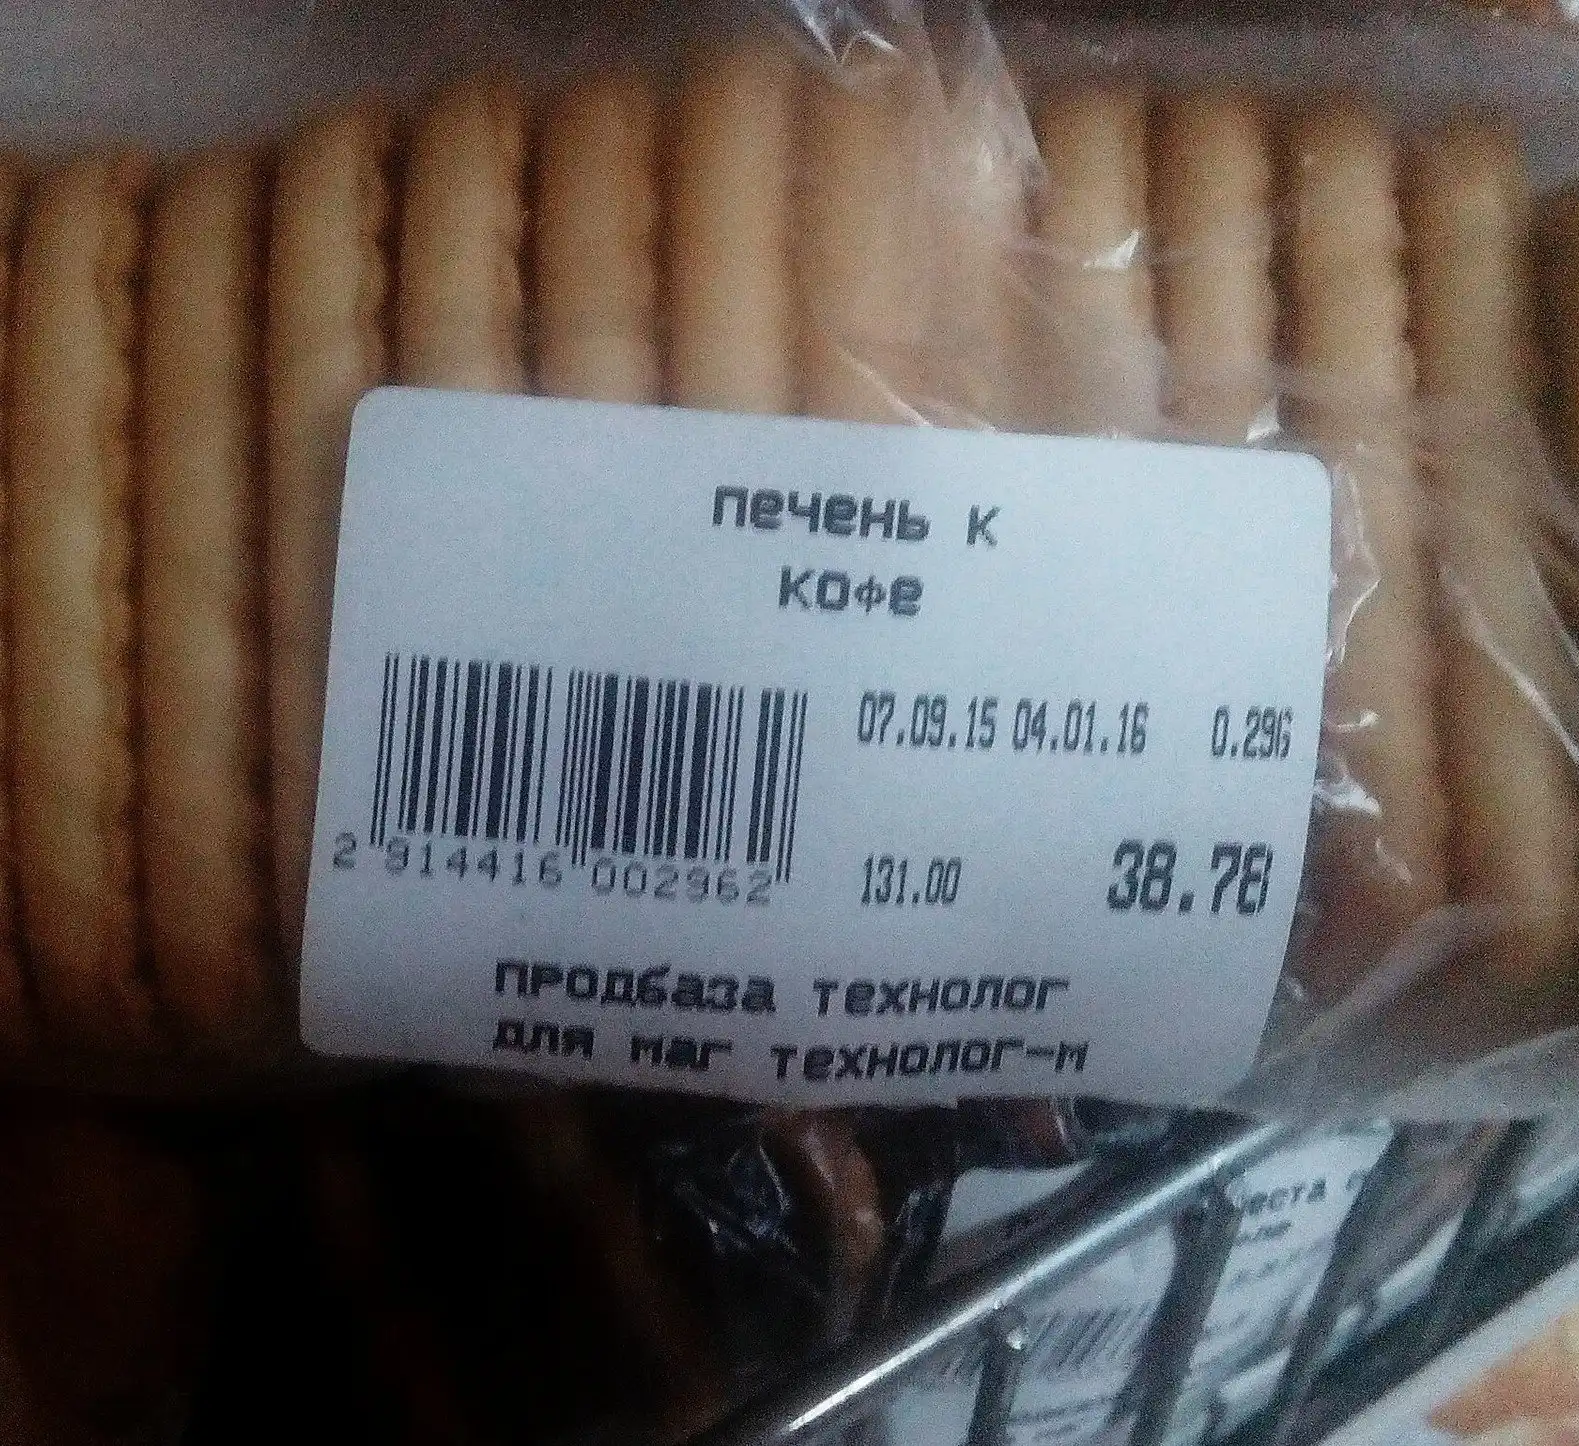 печень к
кофе
07.09.15 04.01.16 0.296
2 914416 002962
131.00 38.78
продбаза технолог
для маг технолог-м